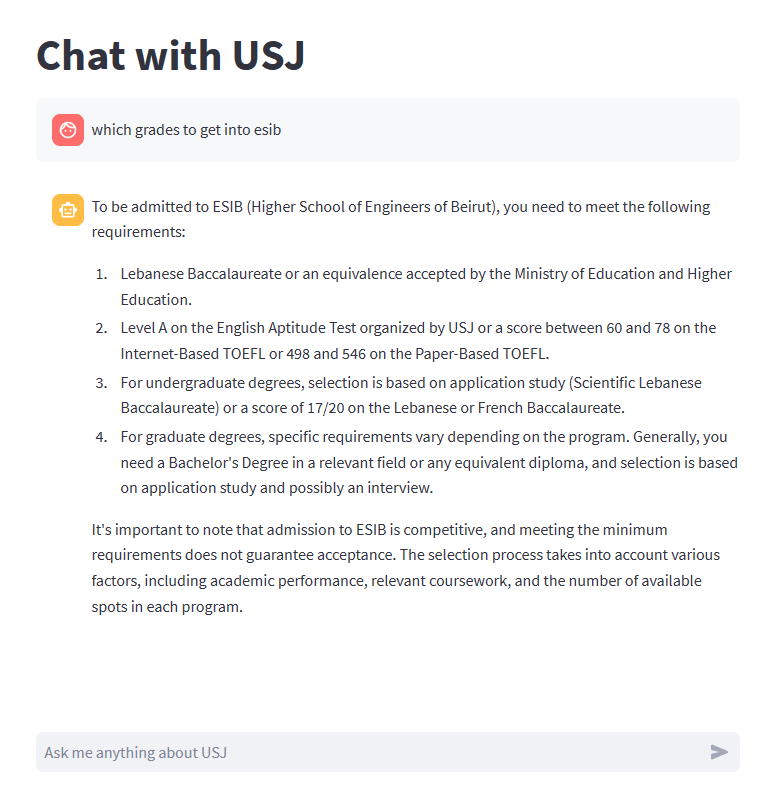 Chat with USJ
which grades to get into esib
To be admitted to ESIB (Higher School of Engineers of Beirut), you need to meet the following
requirements:
1. Lebanese Baccalaureate or an equivalence accepted by the Ministry of Education and Higher
Education.
2. Level A on the English Aptitude Test organized by USJ or a score between 60 and 78 on the
Internet-Based TOEFL or 498 and 546 on the Paper-Based TOEFL.
3. For undergraduate degrees, selection is based on application study (Scientific Lebanese
Baccalaureate) or a score of 17/20 on the Lebanese or French Baccalaureate.
4. For graduate degrees, specific requirements vary depending on the program. Generally, you
need a Bachelor's Degree in a relevant field or any equivalent diploma, and selection is based
on application study and possibly an interview.
It's important to note that admission to ESIB is competitive, and meeting the minimum
requirements does not guarantee acceptance. The selection process takes into account various
factors, including academic performance, relevant coursework, and the number of available
spots in each program.
Ask me anything about USJ